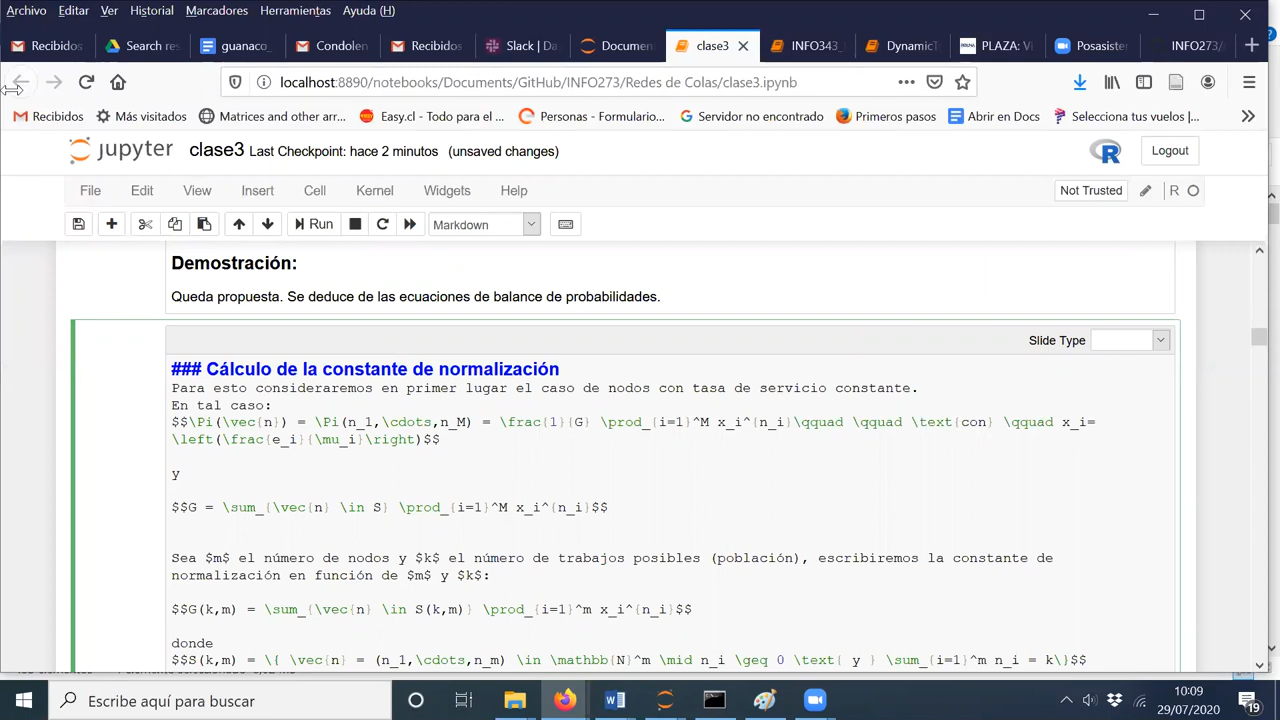 Archivo Editar Ver Historial Marcadores Herramientas Ayuda (H)
Recibidos Search re guanaco_ Condolen Recibidos Slack | Da Documen clase3 INFO343_ DynamicTa PLAZA: Vi Posasister INFO273/
localhost:8890/notebooks/Documents/GitHub/INFO273/Redes de Colas/clase3.ipynb
Recibidos Más visitados Matrices and other arr... Easy.cl - Todo para el ... Personas - Formulario... Servidor no encontrado Primeros pasos Abrir en Docs Selecciona tus vuelos |...
jupyter clase3 Last Checkpoint: hace 2 minutos (unsaved changes) R Logout
File Edit View Insert Cell Kernel Widgets Help Not Trusted R
Run Markdown
Demostración:
Queda propuesta. Se deduce de las ecuaciones de balance de probabilidades.
Slide Type
### Cálculo de la constante de normalización
Para esto consideraremos en primer lugar el caso de nodos con tasa de servicio constante.
En tal caso:
$$\Pi(\vec{n}) = \Pi(n_1,\cdots,n_M) = \frac{1}{G} \prod_{i=1}^M x_i^{n_i}\qquad \qquad \text{con} \qquad x_i=
\left(\frac{e_i}{\mu_i}\right)$$
y
$$G = \sum_{\vec{n} \in S} \prod_{i=1}^M x_i^{n_i}$$
Sea $m$ el número de nodos y $k$ el número de trabajos posibles (población), escribiremos la constante de
normalización en función de $m$ y $k$:
$$G(k,m) = \sum_{\vec{n} \in S(k,m)} \prod_{i=1}^m x_i^{n_i}$$
donde
$$S(k,m) = \{ \vec{n} = (n_1,\cdots,n_m) \in \mathbb{N}^m \mid n_i \geq 0 \text{ y } \sum_{i=1}^m n_i = k\}$$
Escribe aquí para buscar
10:09
29/07/2020
19